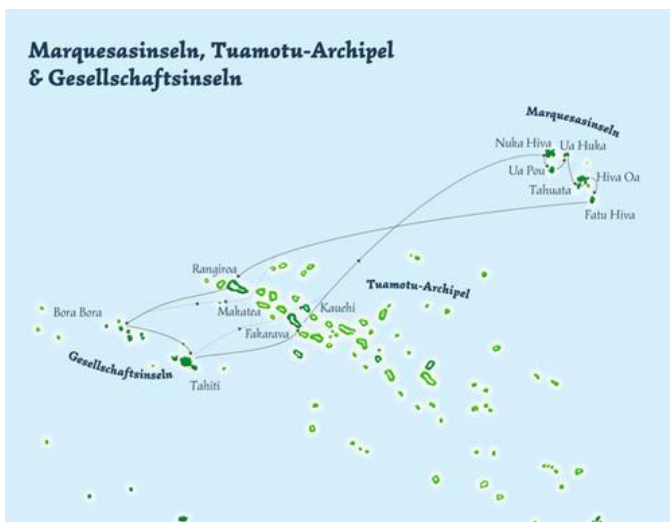 Marquesasinseln, Tuamotu-Archipel
& Gesellschaftsinseln
Marquesasinseln
Nuka Hiva
Ua Huka
Ua Pou
Hiva Oa
Tahuata
Fatu Hiva
Rangiroa
Tuamotu-Archipel
Makatea
Kauehi
Bora Bora
Fakarava
Gesellschaftsinseln
Tahiti